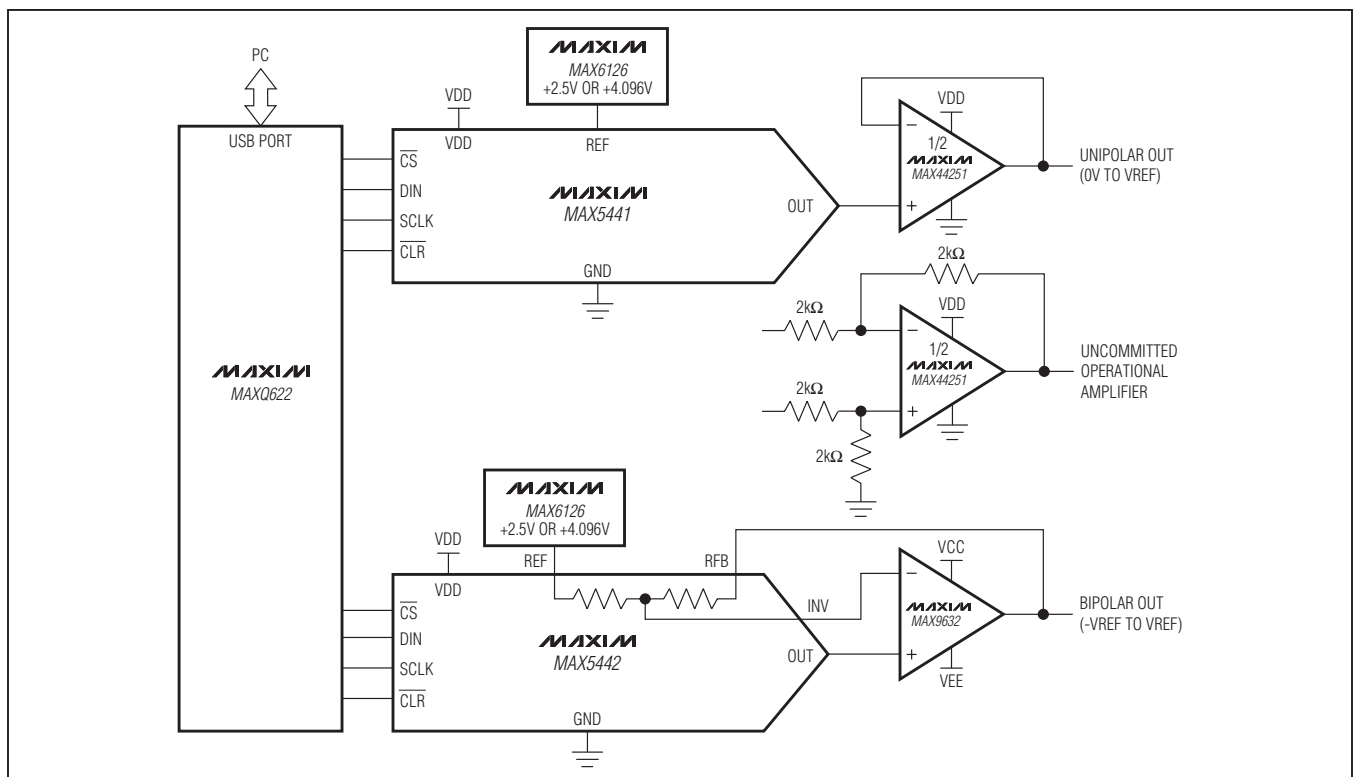 PC
USB PORT
MAXIM
MAXQ622
MAXIM
MAX6126
+2.5V OR +4.096V
VDD
VDD
REF
CS
DIN
SCLK
CLR
MAXIM
MAX5441
OUT
GND
VDD
−
1/2
MAXIM
MAX44251
+
UNIPOLAR OUT
(0V TO VREF)
2kΩ
2kΩ
VDD
−
1/2
MAXIM
MAX44251
2kΩ
+
2kΩ
UNCOMMITTED
OPERATIONAL
AMPLIFIER
MAXIM
MAX6126
+2.5V OR +4.096V
VDD
VDD
REF
RFB
INV
CS
DIN
SCLK
CLR
MAXIM
MAX5442
OUT
GND
VCC
−
MAXIM
MAX9632
+
VEE
BIPOLAR OUT
(-VREF TO VREF)